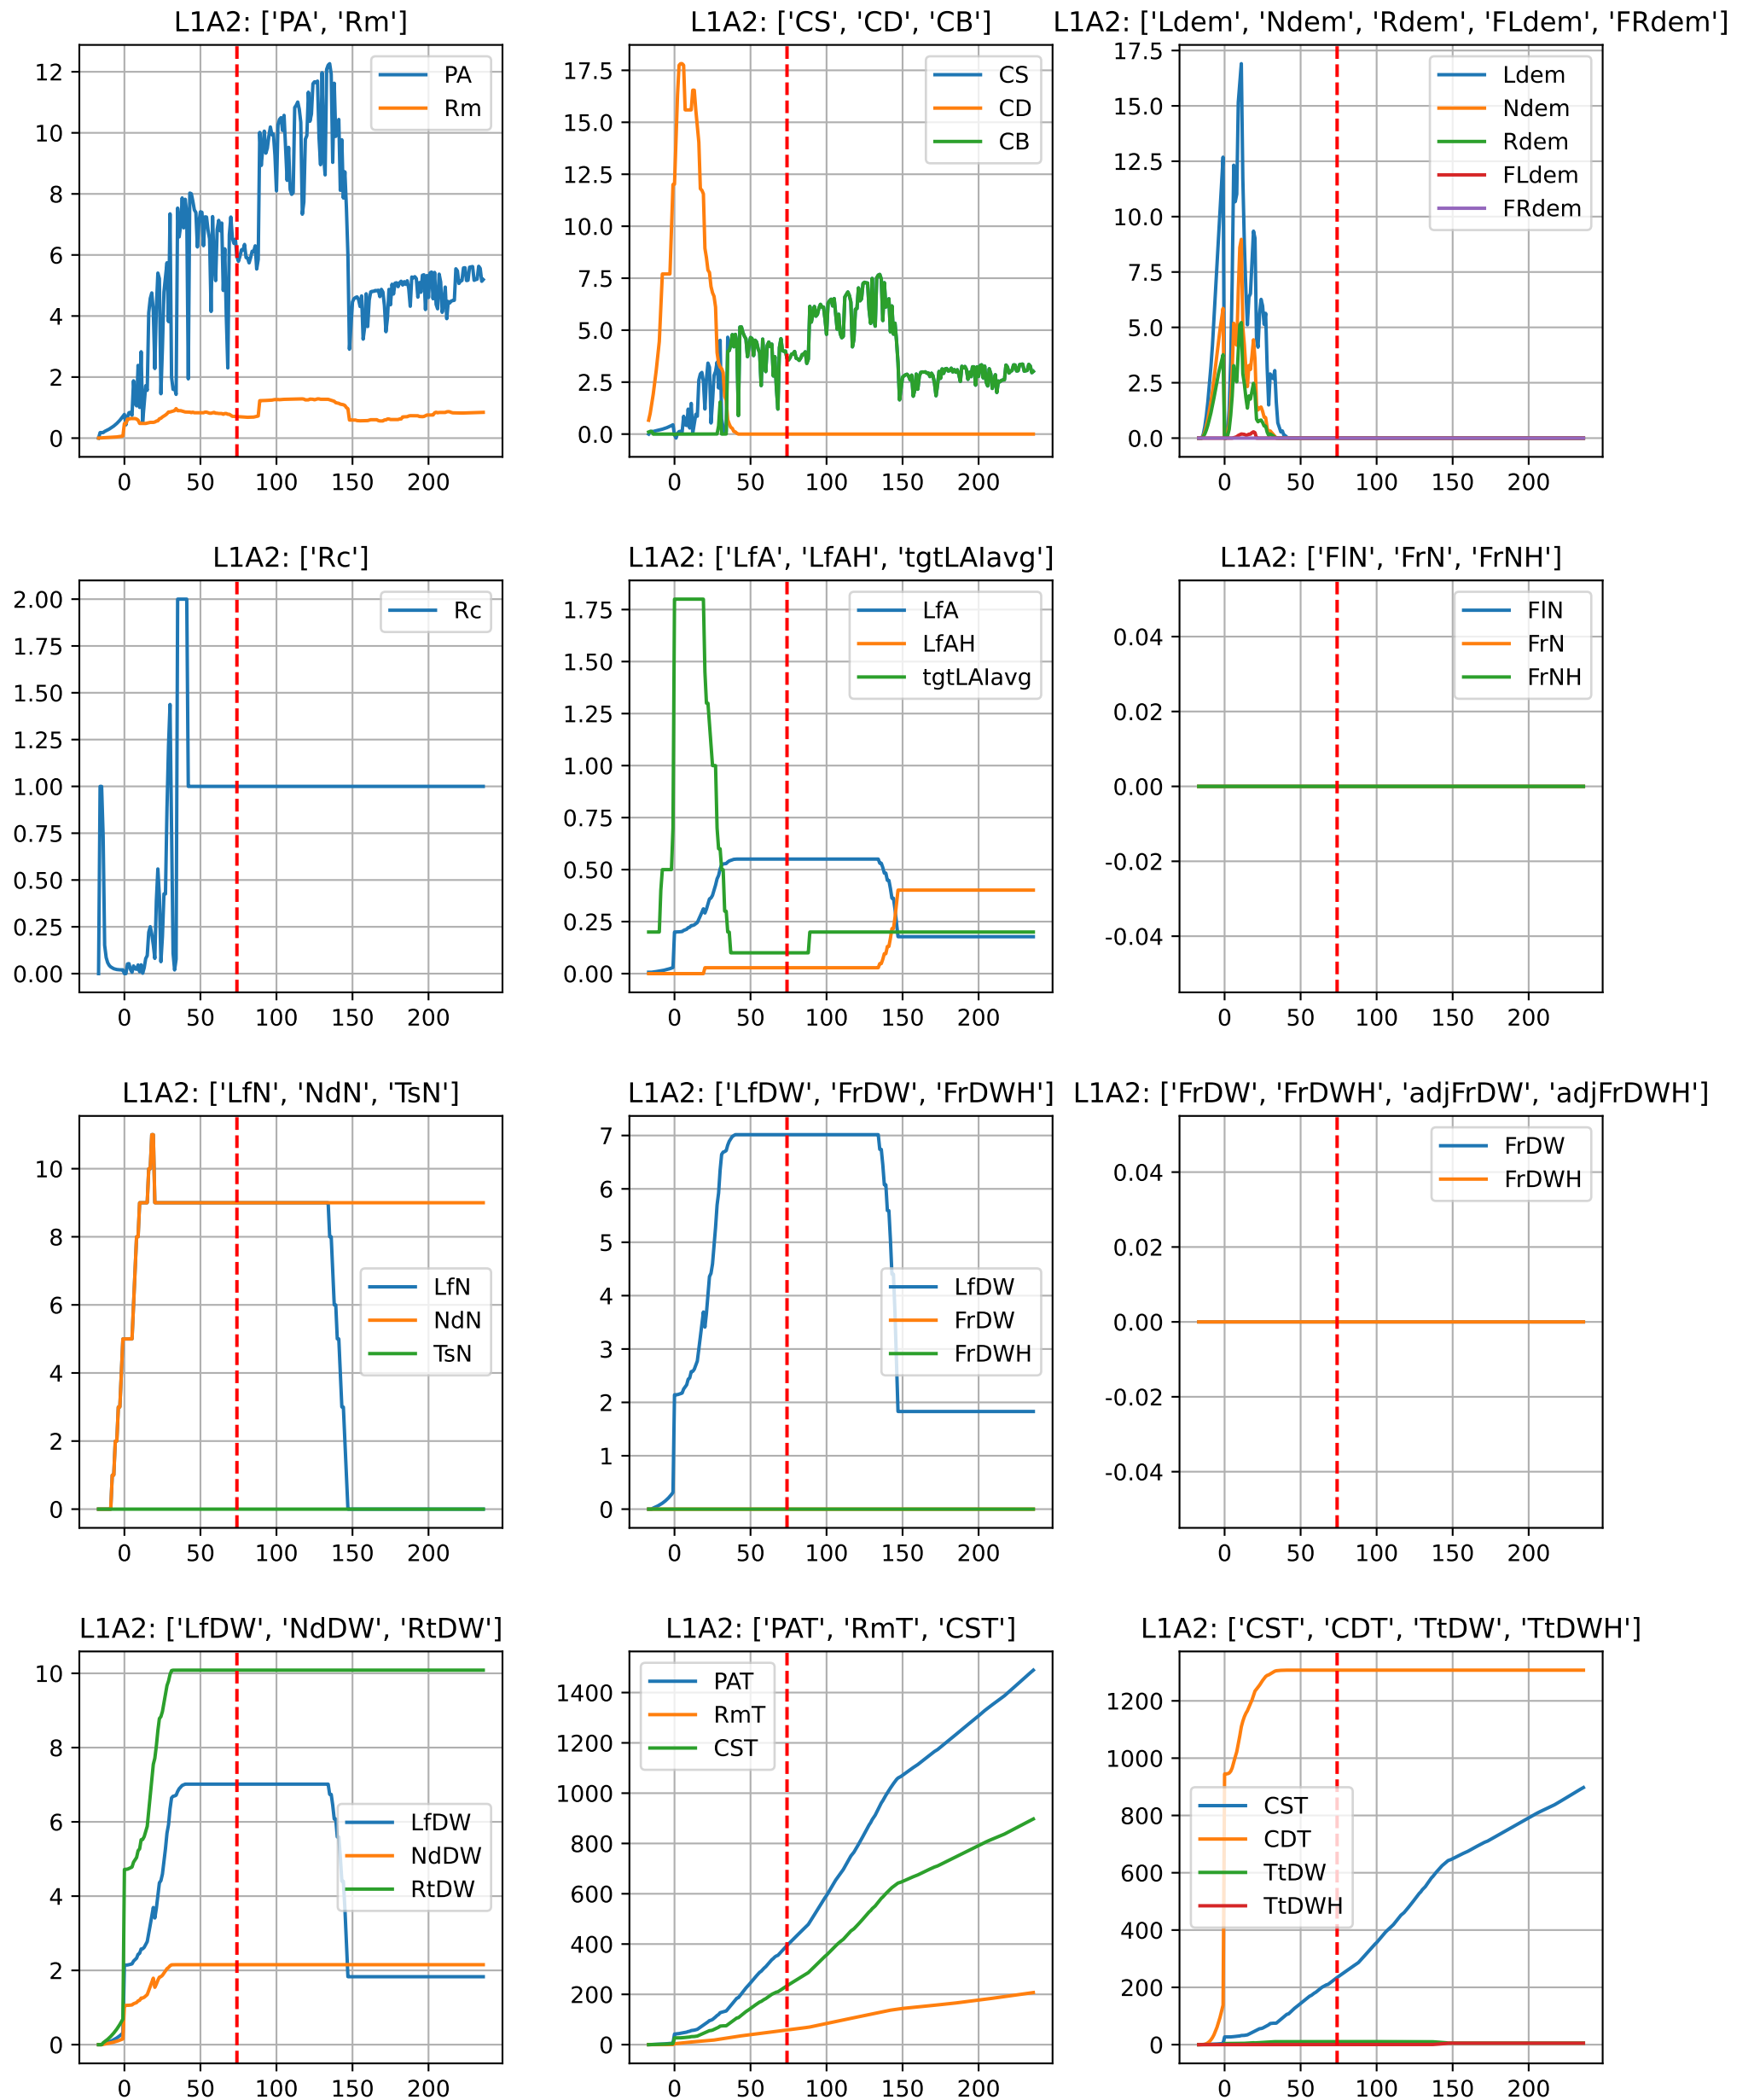 L1A2: ['PA', 'Rm']
12
10
8
6
4
2
0
0 50 100 150 200
PA
Rm
L1A2: ['CS', 'CD', 'CB']
17.5
15.0
12.5
10.0
7.5
5.0
2.5
0.0
0 50 100 150 200
CS
CD
CB
L1A2: ['Ldem', 'Ndem', 'Rdem', 'FLdem', 'FRdem']
17.5
15.0
12.5
10.0
7.5
5.0
2.5
0.0
0 50 100 150 200
Ldem
Ndem
Rdem
FLdem
FRdem
L1A2: ['Rc']
2.00
1.75
1.50
1.25
1.00
0.75
0.50
0.25
0.00
0 50 100 150 200
Rc
L1A2: ['LfA', 'LfAH', 'tgtLAIavg']
1.75
1.50
1.25
1.00
0.75
0.50
0.25
0.00
0 50 100 150 200
LfA
LfAH
tgtLAIavg
L1A2: ['FlN', 'FrN', 'FrNH']
0.04
0.02
0.00
-0.02
-0.04
0 50 100 150 200
FlN
FrN
FrNH
L1A2: ['LfN', 'NdN', 'TsN']
10
8
6
4
2
0
0 50 100 150 200
LfN
NdN
TsN
L1A2: ['LfDW', 'FrDW', 'FrDWH']
7
6
5
4
3
2
1
0
0 50 100 150 200
LfDW
FrDW
FrDWH
L1A2: ['FrDW', 'FrDWH', 'adjFrDW', 'adjFrDWH']
0.04
0.02
0.00
-0.02
-0.04
0 50 100 150 200
FrDW
FrDWH
L1A2: ['LfDW', 'NdDW', 'RtDW']
10
8
6
4
2
0
0 50 100 150 200
LfDW
NdDW
RtDW
L1A2: ['PAT', 'RmT', 'CST']
1400
1200
1000
800
600
400
200
0
0 50 100 150 200
PAT
RmT
CST
L1A2: ['CST', 'CDT', 'TtDW', 'TtDWH']
1200
1000
800
600
400
200
0
0 50 100 150 200
CST
CDT
TtDW
TtDWH